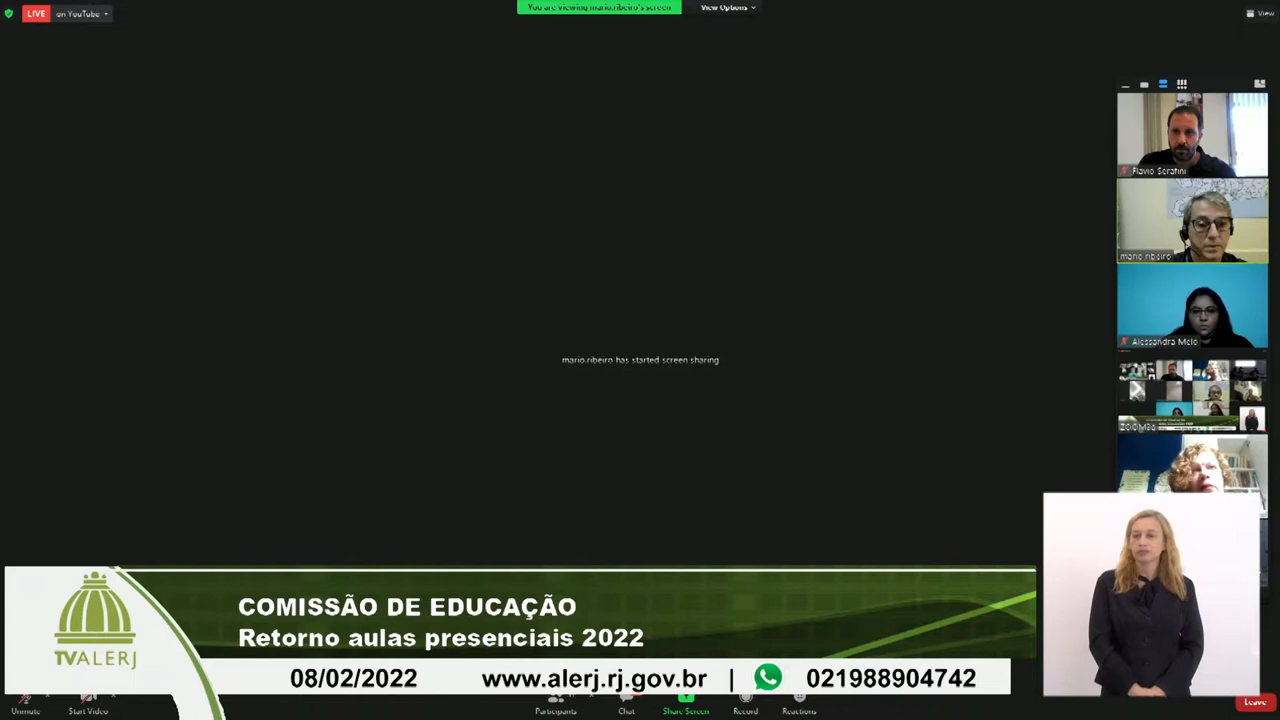 LIVE
on YouTube
You are viewing mario.ribeiro's screen
View Options
View
Flavio Serafini
mario.ribeiro
Alessandra Melo
mario.ribeiro has started screen sharing
COMISSÃO DE EDUCAÇÃO
Retorno aulas presenciais 2022
TVALERJ
08/02/2022
www.alerj.rj.gov.br | 021988904742
Unmute
Start Video
Participants
Chat
Share Screen
Record
Reactions
Leave